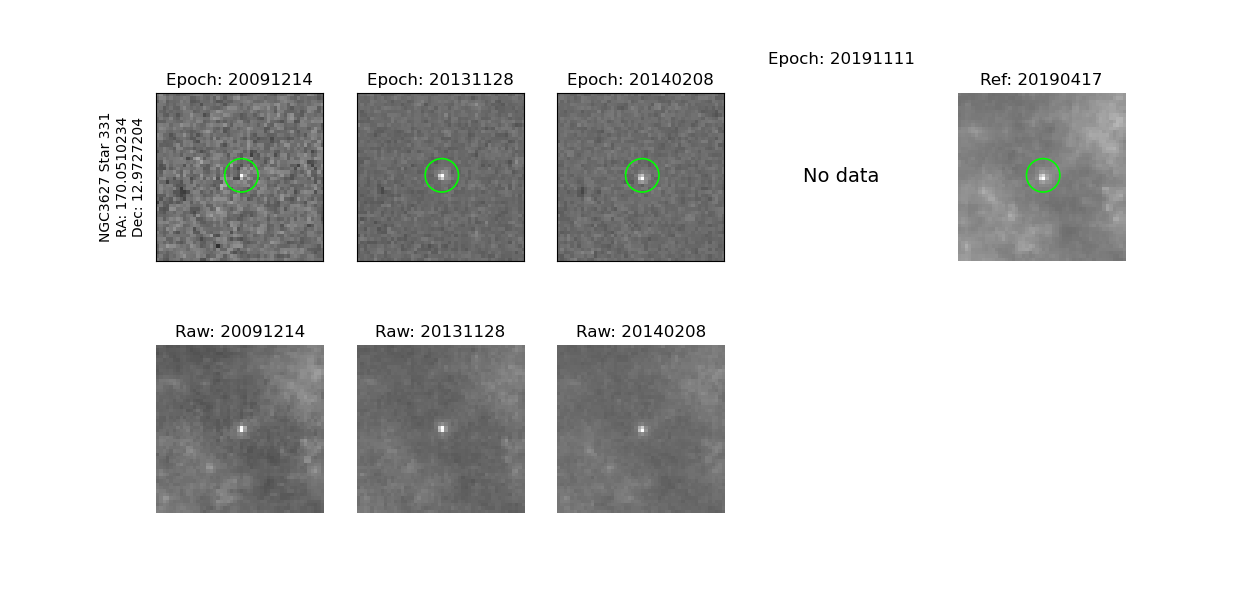 NGC3627 Star 331
RA: 170.0510234
Dec: 12.9727204
Epoch: 20091214
Epoch: 20131128
Epoch: 20140208
Epoch: 20191111
Ref: 20190417
No data
Raw: 20091214
Raw: 20131128
Raw: 20140208